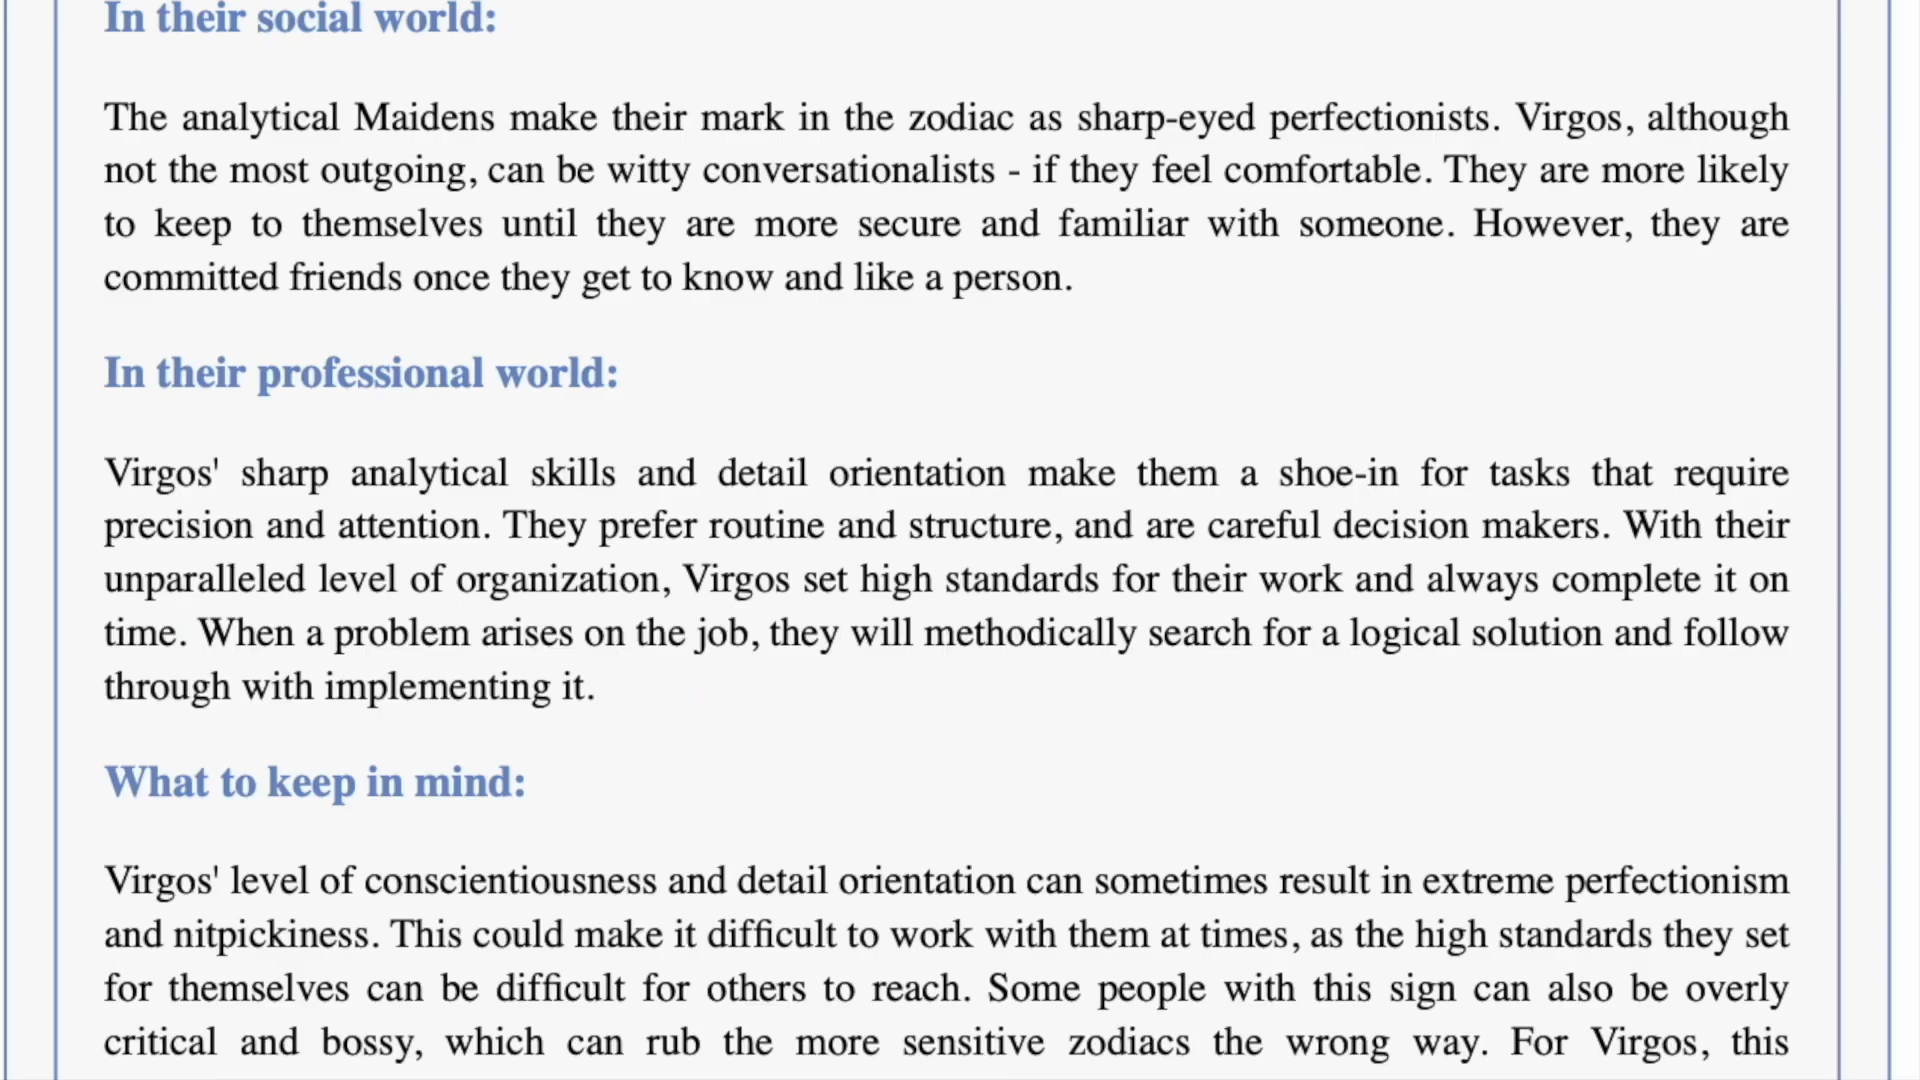 In their social world:
The analytical Maidens make their mark in the zodiac as sharp-eyed perfectionists. Virgos, although
not the most outgoing, can be witty conversationalists - if they feel comfortable. They are more likely
to keep to themselves until they are more secure and familiar with someone. However, they are
committed friends once they get to know and like a person.
In their professional world:
Virgos' sharp analytical skills and detail orientation make them a shoe-in for tasks that require
precision and attention. They prefer routine and structure, and are careful decision makers. With their
unparalleled level of organization, Virgos set high standards for their work and always complete it on
time. When a problem arises on the job, they will methodically search for a logical solution and follow
through with implementing it.
What to keep in mind:
Virgos' level of conscientiousness and detail orientation can sometimes result in extreme perfectionism
and nitpickiness. This could make it difficult to work with them at times, as the high standards they set
for themselves can be difficult for others to reach. Some people with this sign can also be overly
critical and bossy, which can rub the more sensitive zodiacs the wrong way. For Virgos, this